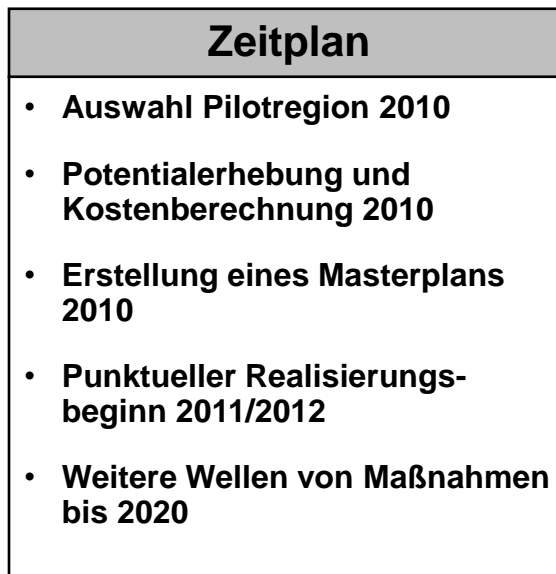 Zeitplan
• Auswahl Pilotregion 2010
• Potentialerhebung und
Kostenberechnung 2010
• Erstellung eines Masterplans
2010
• Punktueller Realisierungs-
beginn 2011/2012
• Weitere Wellen von Maßnahmen
bis 2020